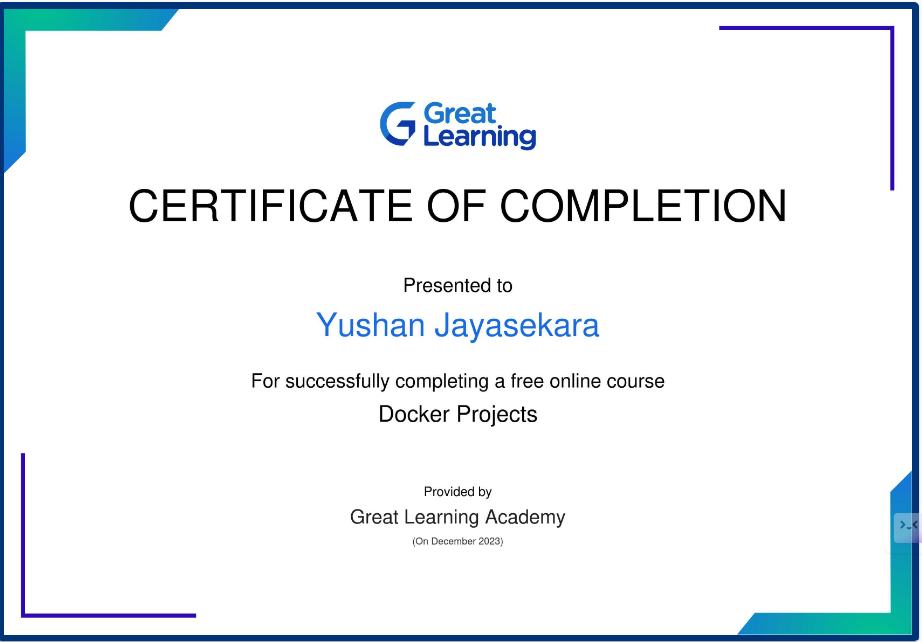 Great
Learning
CERTIFICATE OF COMPLETION
Presented to
Yushan Jayasekara
For successfully completing a free online course
Docker Projects
Provided by
Great Learning Academy
(On December 2023)